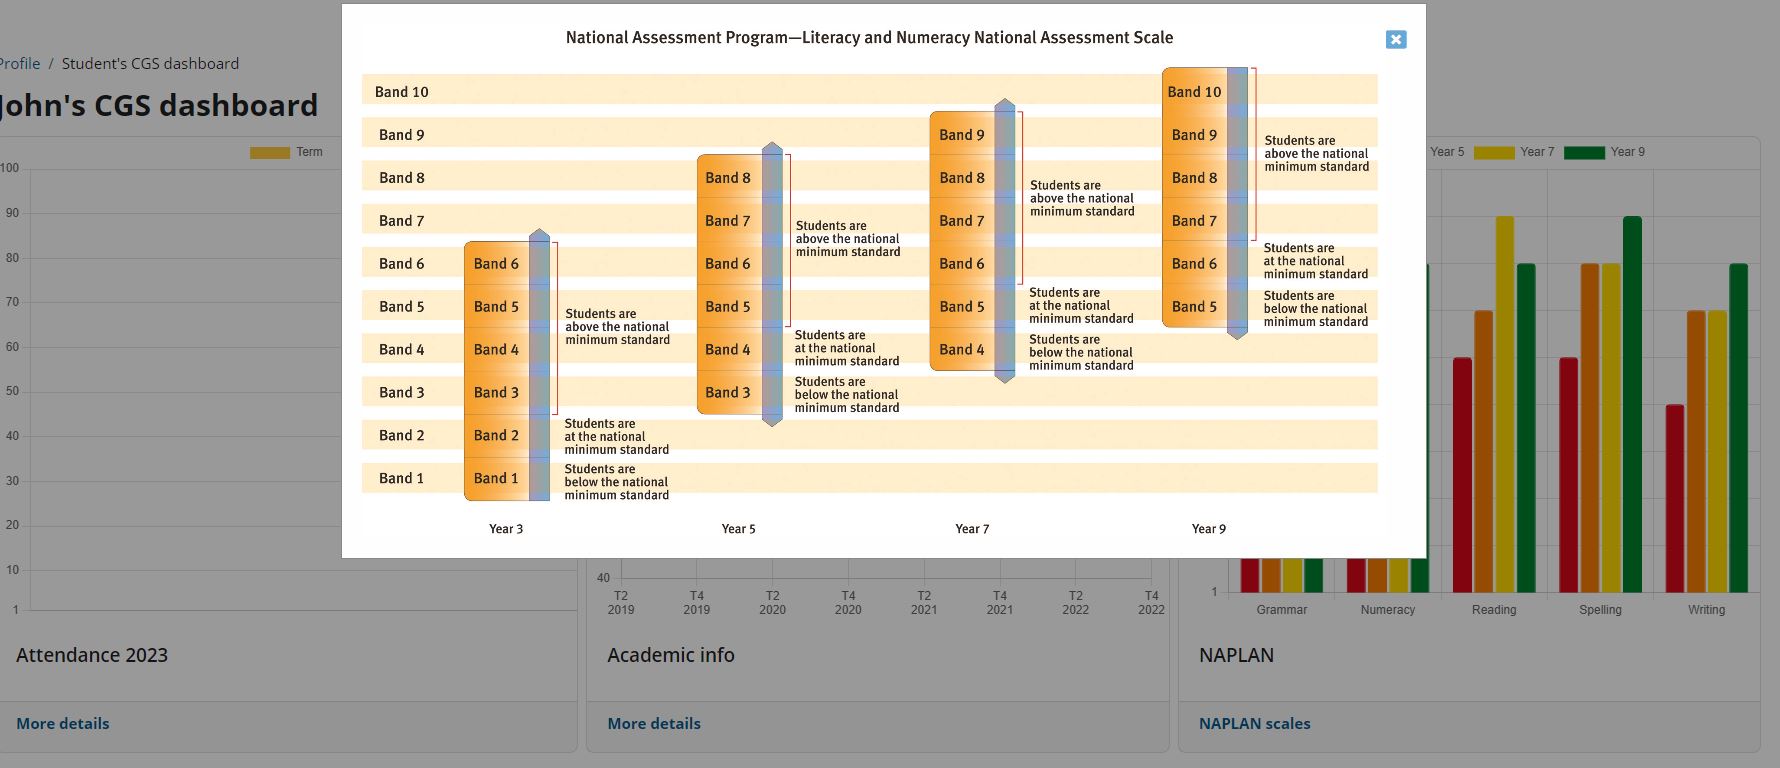 National Assessment Program—Literacy and Numeracy National Assessment Scale
Profile / Student's CGS dashboard
John's CGS dashboard
Term
Year 5
Year 7
Year 9
100
90
80
70
60
50
40
30
20
10
1
Band 10
Band 9
Band 8
Band 7
Band 6
Band 5
Band 4
Band 3
Band 2
Band 1
Band 6
Band 5
Band 4
Band 3
Band 2
Band 1
Students are
above the national
minimum standard
Students are
at the national
minimum standard
Students are
below the national
minimum standard
Year 3
Band 8
Band 7
Band 6
Band 5
Band 4
Band 3
Students are
above the national
minimum standard
Students are
at the national
minimum standard
Students are
below the national
minimum standard
Year 5
Band 9
Band 8
Band 7
Band 6
Band 5
Band 4
Students are
above the national
minimum standard
Students are
at the national
minimum standard
Students are
below the national
minimum standard
Year 7
Band 10
Band 9
Band 8
Band 7
Band 6
Band 5
Students are
above the national
minimum standard
Students are
at the national
minimum standard
Students are
below the national
minimum standard
Year 9
40
T2 T4 T2 T4 T2 T4 T2 T4
2019 2019 2020 2020 2021 2021 2022 2022
1
Grammar Numeracy Reading Spelling Writing
Attendance 2023
More details
Academic info
More details
NAPLAN
NAPLAN scales